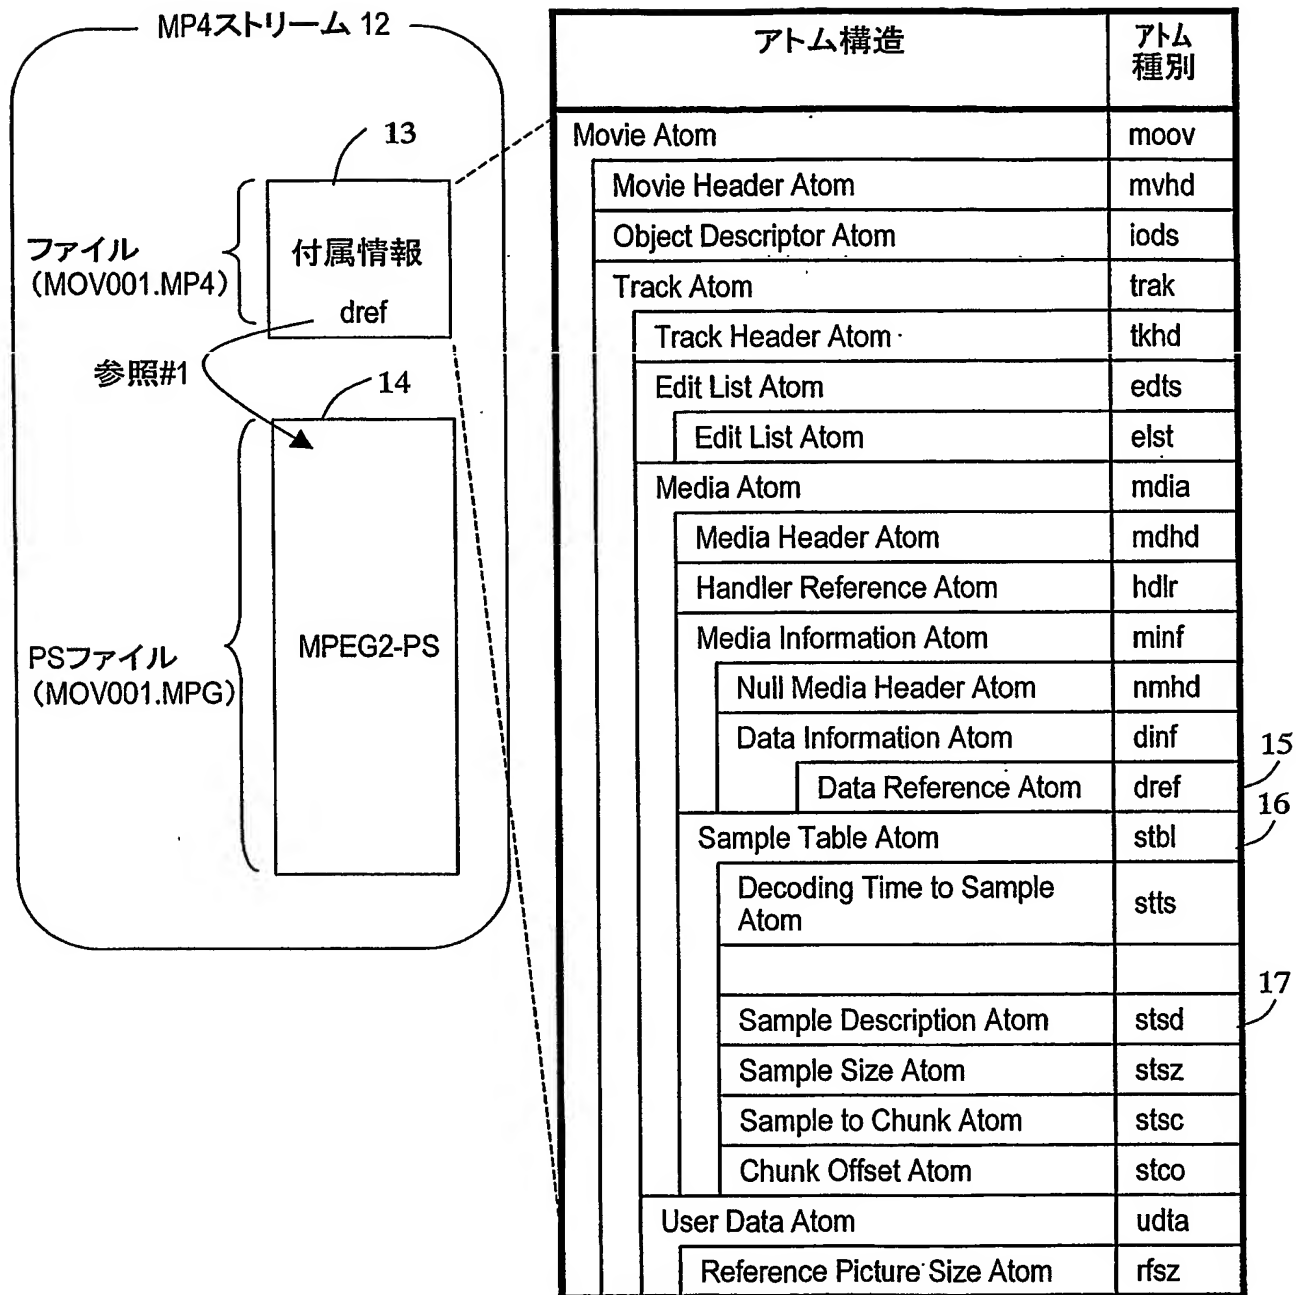 MP4ストリーム 12
13
ファイル
(MOV001.MP4)
付属情報
dref
参照#1
14
PSファイル
(MOV001.MPG)
MPEG2-PS
アトム構造 アトム種別
Movie Atom moov
Movie Header Atom mvhd
Object Descriptor Atom iods
Track Atom trak
Track Header Atom tkhd
Edit List Atom edts
Edit List Atom elst
Media Atom mdia
Media Header Atom mdhd
Handler Reference Atom hdlr
Media Information Atom minf
Null Media Header Atom nmhd
Data Information Atom dinf
15
Data Reference Atom dref
16
Sample Table Atom stbl
Decoding Time to Sample
Atom stts
17
Sample Description Atom stsd
Sample Size Atom stsz
Sample to Chunk Atom stsc
Chunk Offset Atom stco
User Data Atom udta
Reference Picture Size Atom rfsz